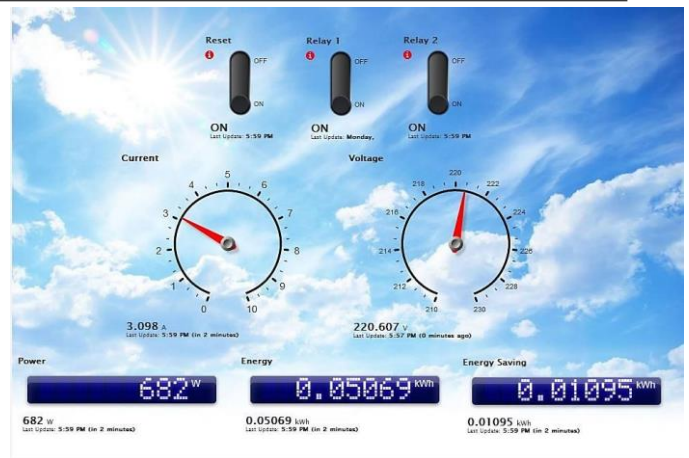 Reset
Relay 1
Relay 2
OFF
OFF
OFF
ON
ON
ON
ON
Last Update: 5:59 PM
ON
Last Update: Monday,
ON
Last Update: 5:59 PM
Current
Voltage
0
1
2
3
4
5
6
7
8
9
10
210
212
214
216
218
220
222
224
226
228
230
3.098 A
Last Update: 5:59 PM (in 2 minutes)
220.607 V
Last Update: 5:57 PM (0 minutes ago)
Power
Energy
Energy Saving
682 W
0.05069 kWh
0.01095 kWh
682 W
Last Update: 5:59 PM (in 2 minutes)
0.05069 kWh
Last Update: 5:59 PM (in 2 minutes)
0.01095 kWh
Last Update: 5:59 PM (in 2 minutes)